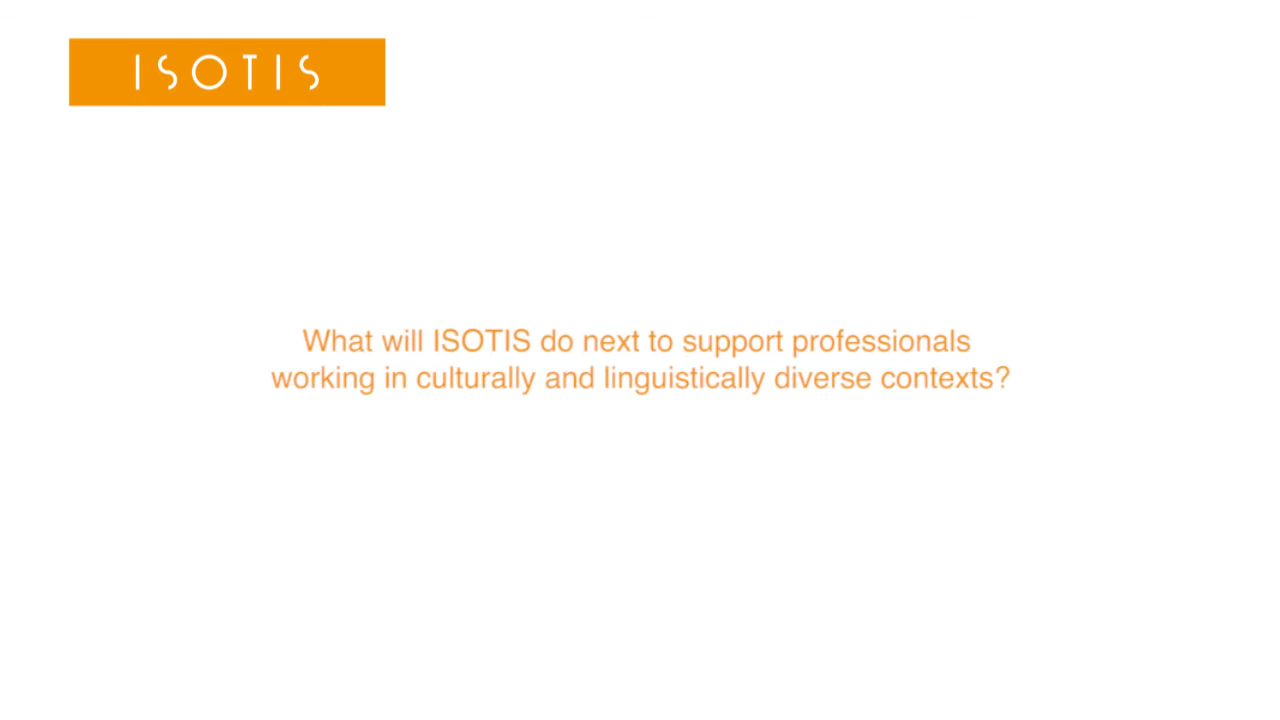 ISOTIS
What will ISOTIS do next to support professionals
working in culturally and linguistically diverse contexts?